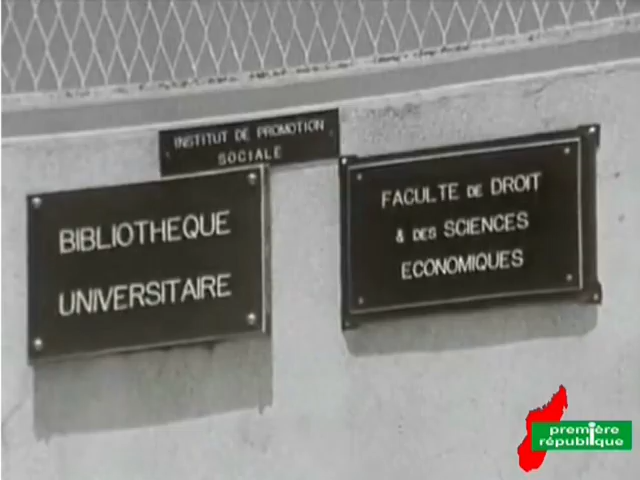 INSTITUT DE PROMOTION
SOCIALE
BIBLIOTHEQUE
UNIVERSITAIRE
FACULTE DE DROIT
& DES SCIENCES
ECONOMIQUES
première
république